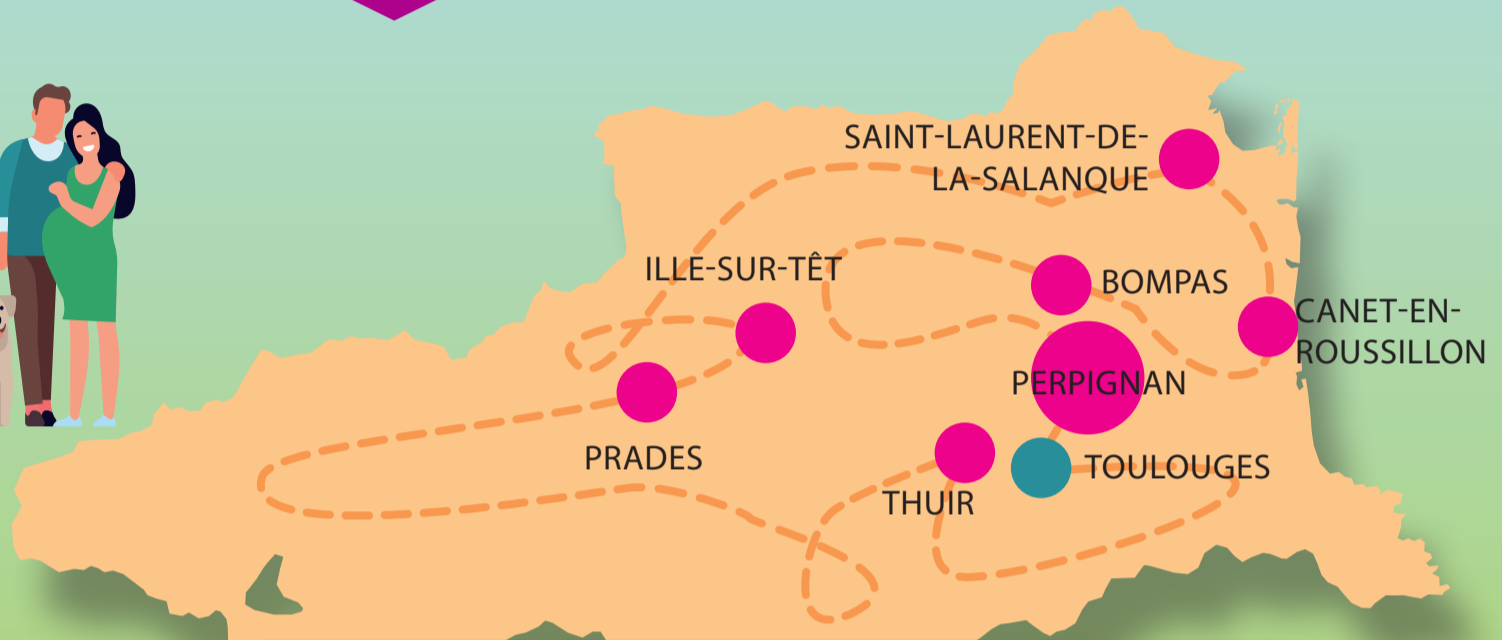 SAINT-LAURENT-DE-
LA-SALANQUE
ILLE-SUR-TÊT
BOMPAS
CANET-EN-
ROUSSILLON
PERPIGNAN
PRADES
TOULOUGES
THUIR